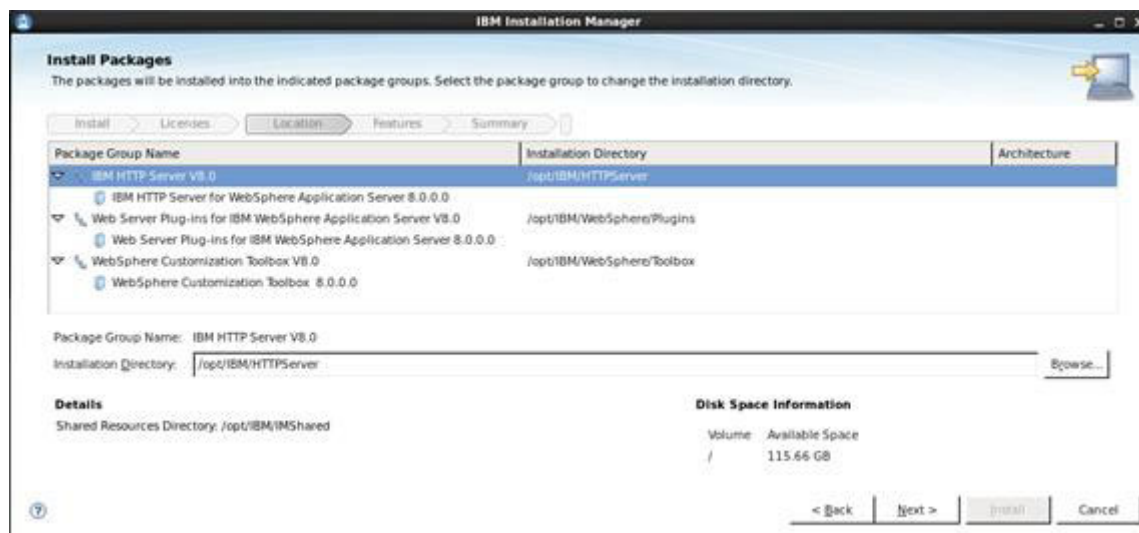 IBM Installation Manager
Install Packages
The packages will be installed into the indicated package groups. Select the package group to change the installation directory.
Install Licenses Location Features Summary
Package Group Name Installation Directory Architecture
IBM HTTP Server V8.0 /opt/IBM/HTTPServer
IBM HTTP Server for WebSphere Application Server 8.0.0.0
Web Server Plug-ins for IBM WebSphere Application Server V8.0 /opt/IBM/WebSphere/Plugins
Web Server Plug-ins for IBM WebSphere Application Server 8.0.0.0
WebSphere Customization Toolbox V8.0 /opt/IBM/WebSphere/Toolbox
WebSphere Customization Toolbox 8.0.0.0
Package Group Name: IBM HTTP Server V8.0
Installation Directory: /opt/IBM/HTTPServer Browse...
Details Disk Space Information
Shared Resources Directory: /opt/IBM/IMShared
Volume Available Space
/ 115.66 GB
? < Back Next > Install Cancel